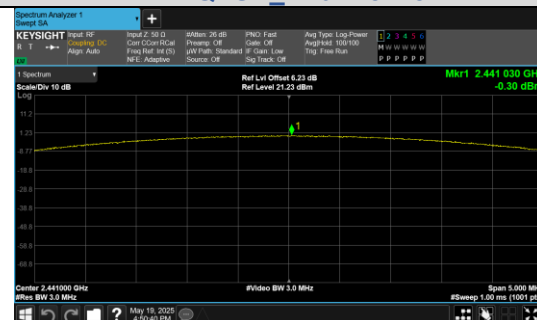 Spectrum Analyzer 1
Swept SA
+
KEYSIGHT
R T
LV
Input: RF
Coupling: DC
Align: Auto
Input Z: 50 Ω
Corr CCorr RCal
Freq Ref: Int (S)
NFE: Adaptive
#Atten: 26 dB
Preamp: Off
µW Path: Standard
Source: Off
PNO: Fast
Gate: Off
IF Gain: Low
Sig Track: Off
Avg Type: Log-Power
Avg|Hold: 100/100
Trig: Free Run
1 2 3 4 5 6
M W W W W W
P P P P P P
1 Spectrum
Scale/Div 10 dB
Log
Ref Lvl Offset 6.23 dB
Ref Level 21.23 dBm
Mkr1 2.441 030 GH
-0.30 dBr
1
11.2
1.23
-8.77
-18.8
-28.8
-38.8
-48.8
-58.8
-68.8
Center 2.441000 GHz
#Res BW 3.0 MHz
#Video BW 3.0 MHz
Span 5.000 MH
#Sweep 1.00 ms (1001 pt
?
May 19, 2025
4:50:40 PM